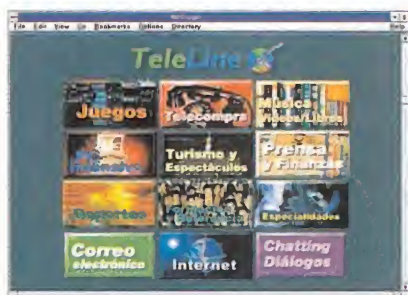 File Edit View Go Bookmarks Options Directory Help
TeleLine
Juegos Telecompra Música
Vídeos/Libros
Turismo y
Espectáculos
Prensa
y Finanzas
Deportes Especialidades
Correo
electrónico
Internet
Chatting
Diálogos